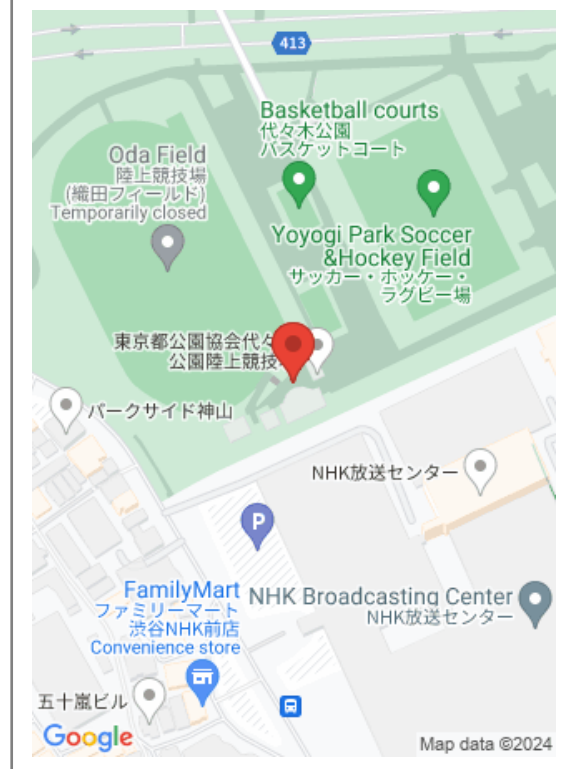 413
Basketball courts
代々木公園
バスケットコート
Oda Field
陸上競技場
(織田フィールド)
Temporarily closed
Yoyogi Park Soccer
&Hockey Field
サッカー・ホッケー・
ラグビー場
東京都公園協会代々
公園陸上競技
パークサイド神山
NHK放送センター
P
FamilyMart
ファミリーマート
渋谷NHK前店
Convenience store
NHK Broadcasting Center
NHK放送センター
五十嵐ビル
Google
Map data ©2024